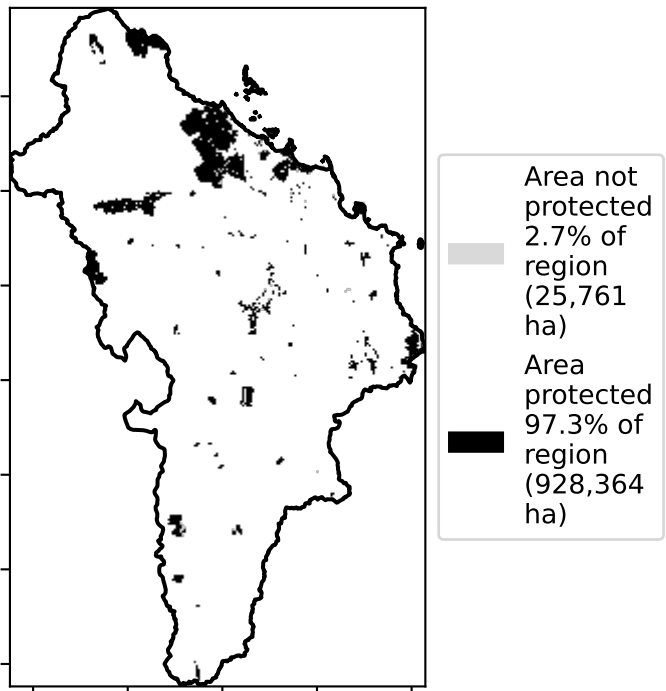 Area not
protected
2.7% of
region
(25,761
ha)
Area
protected
97.3% of
region
(928,364
ha)